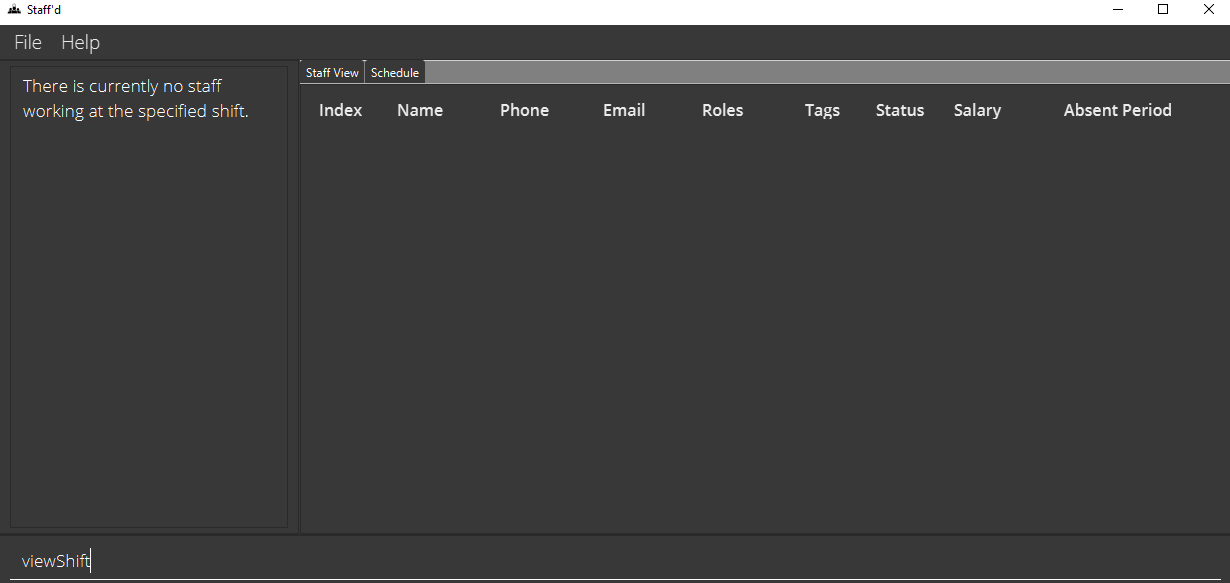 Staff'd
File Help
There is currently no staff
working at the specified shift.
Staff View Schedule
Index Name Phone Email Roles Tags Status Salary Absent Period
viewShift